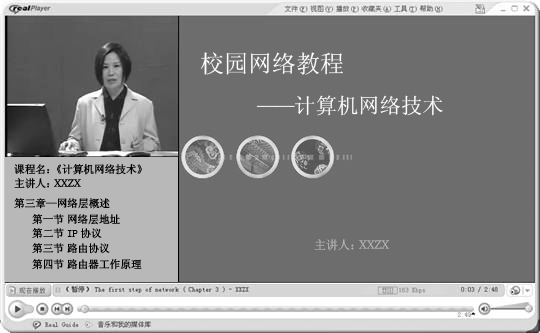 realPlayer
文件(F) 视图(V) 播放(P) 收藏夹(A) 工具(T) 帮助(H)
校园网络教程
——计算机网络技术
课程名：《计算机网络技术》
主讲人：XXZX
第三章—网络层概述
第一节 网络层地址
第二节 IP 协议
第三节 路由协议
第四节 路由器工作原理
主讲人：XXZX
现在播放
《 暂停》 The first step of network ( Chapter 3 ) - XXZX
163 Kbps
0:03 / 2:48
Real Guide 音乐和我的媒体库